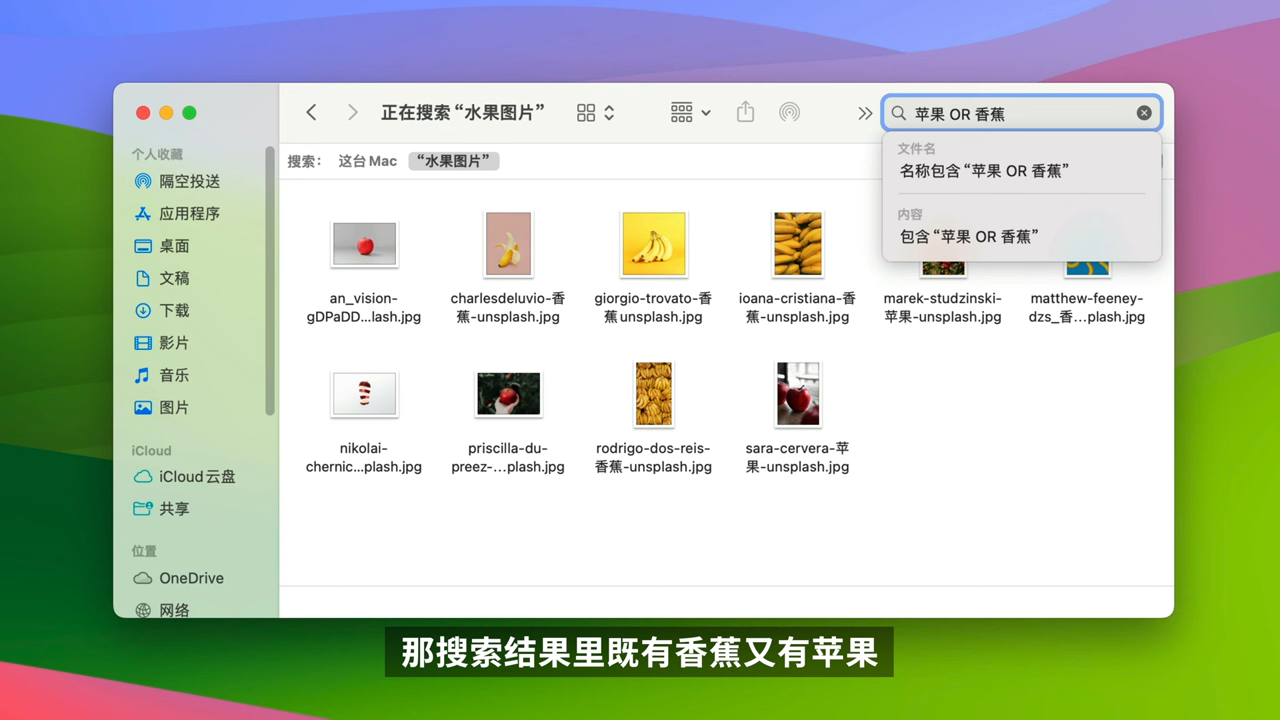 正在搜索“水果图片”
苹果 OR 香蕉
个人收藏
隔空投送
应用程序
桌面
文稿
下载
影片
音乐
图片
iCloud
iCloud云盘
共享
位置
OneDrive
网络
搜索：
这台 Mac
“水果图片”
文件名
名称包含“苹果 OR 香蕉”
内容
包含“苹果 OR 香蕉”
an_vision-
gDPaDD...lash.jpg
charlesdeluvio-香
蕉-unsplash.jpg
giorgio-trovato-香
蕉unsplash.jpg
ioana-cristiana-香
蕉-unsplash.jpg
marek-studzinski-
苹果-unsplash.jpg
matthew-feeney-
dzs_香...plash.jpg
nikolai-
chernic...plash.jpg
priscilla-du-
preez-...plash.jpg
rodrigo-dos-reis-
香蕉-unsplash.jpg
sara-cervera-苹
果-unsplash.jpg
那搜索结果里既有香蕉又有苹果